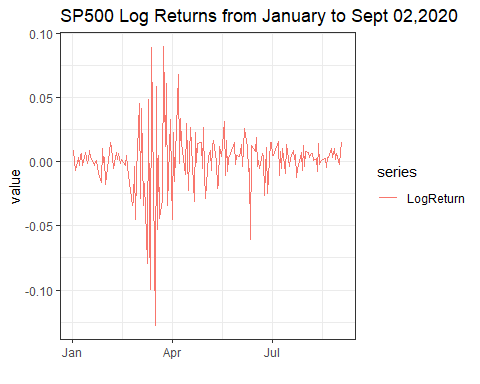 SP500 Log Returns from January to Sept 02,2020
0.10
0.05
0.00
-0.05
-0.10
value
Jan
Apr
Jul
series
LogReturn